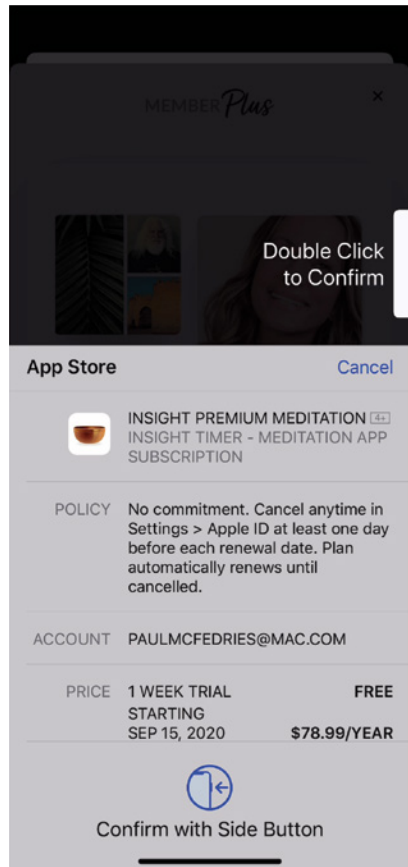 MEMBER Plus
×
Double Click
to Confirm
App Store
Cancel
INSIGHT PREMIUM MEDITATION 4+
INSIGHT TIMER - MEDITATION APP
SUBSCRIPTION
POLICY
No commitment. Cancel anytime in
Settings > Apple ID at least one day
before each renewal date. Plan
automatically renews until
cancelled.
ACCOUNT
PAULMCFEDRIES@MAC.COM
PRICE
1 WEEK TRIAL
FREE
STARTING
SEP 15, 2020
$78.99/YEAR
Confirm with Side Button